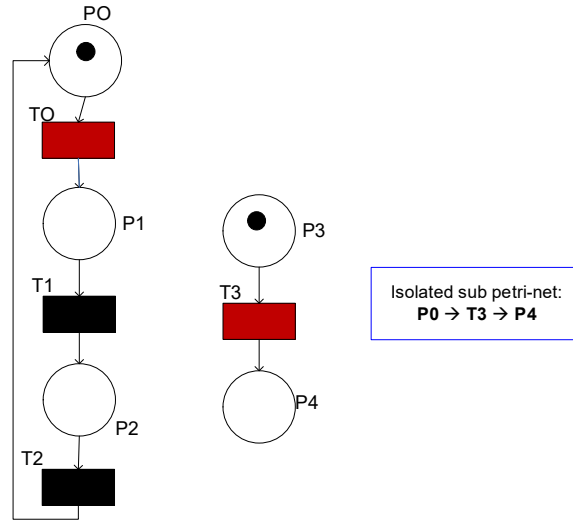 PO
TO
P1
P3
T1
T3
Isolated sub petri-net:
P0 → T3 → P4
P4
P2
T2